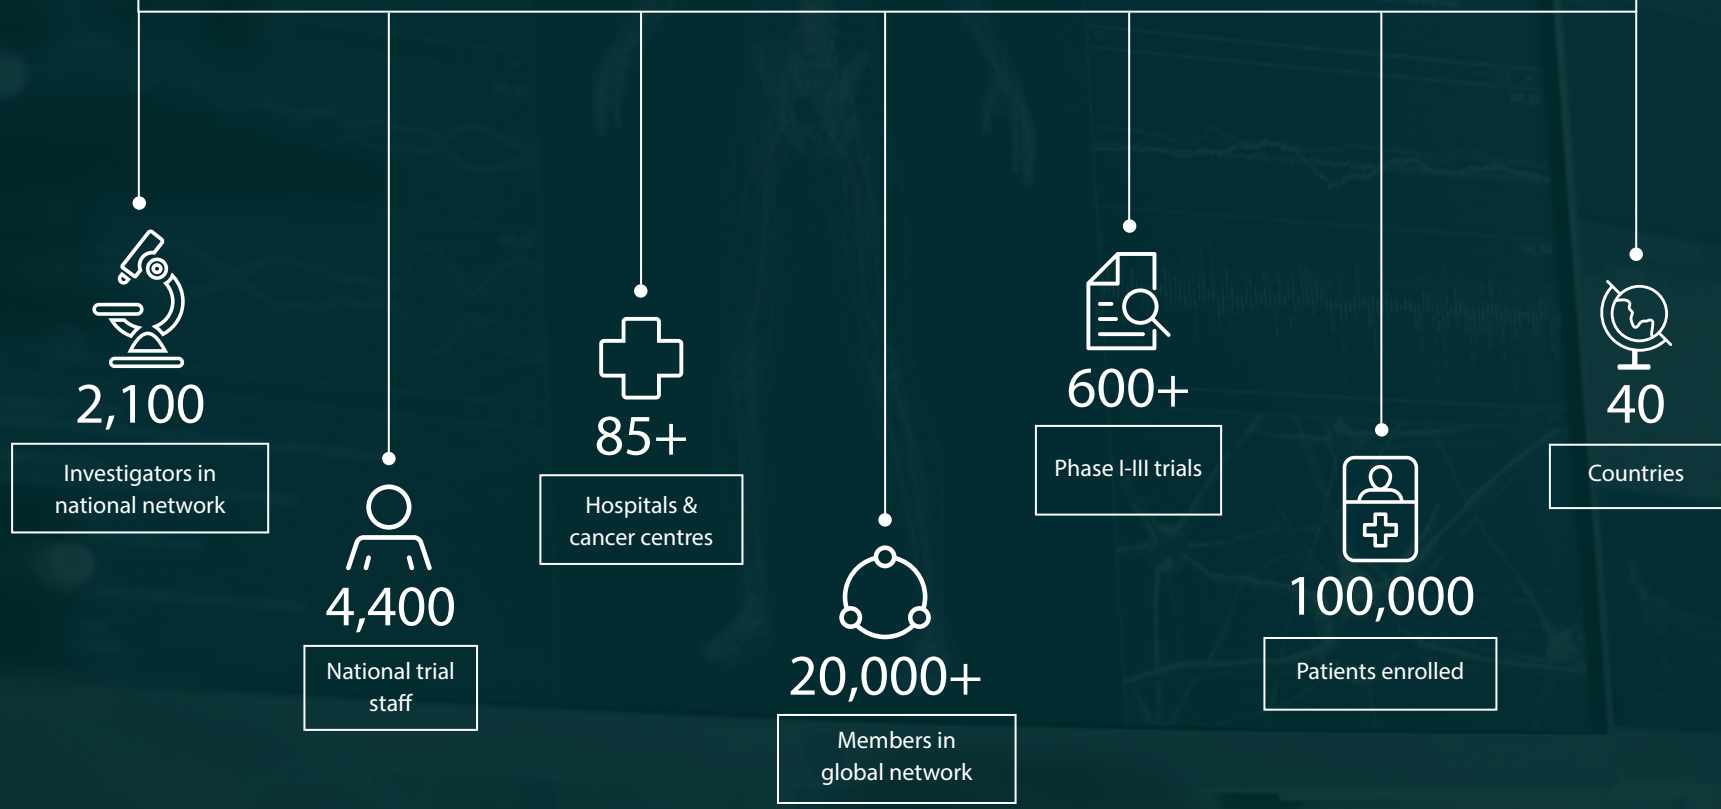 2,100
Investigators in
national network
4,400
National trial
staff
85+
Hospitals &
cancer centres
20,000+
Members in
global network
600+
Phase I-III trials
100,000
Patients enrolled
40
Countries